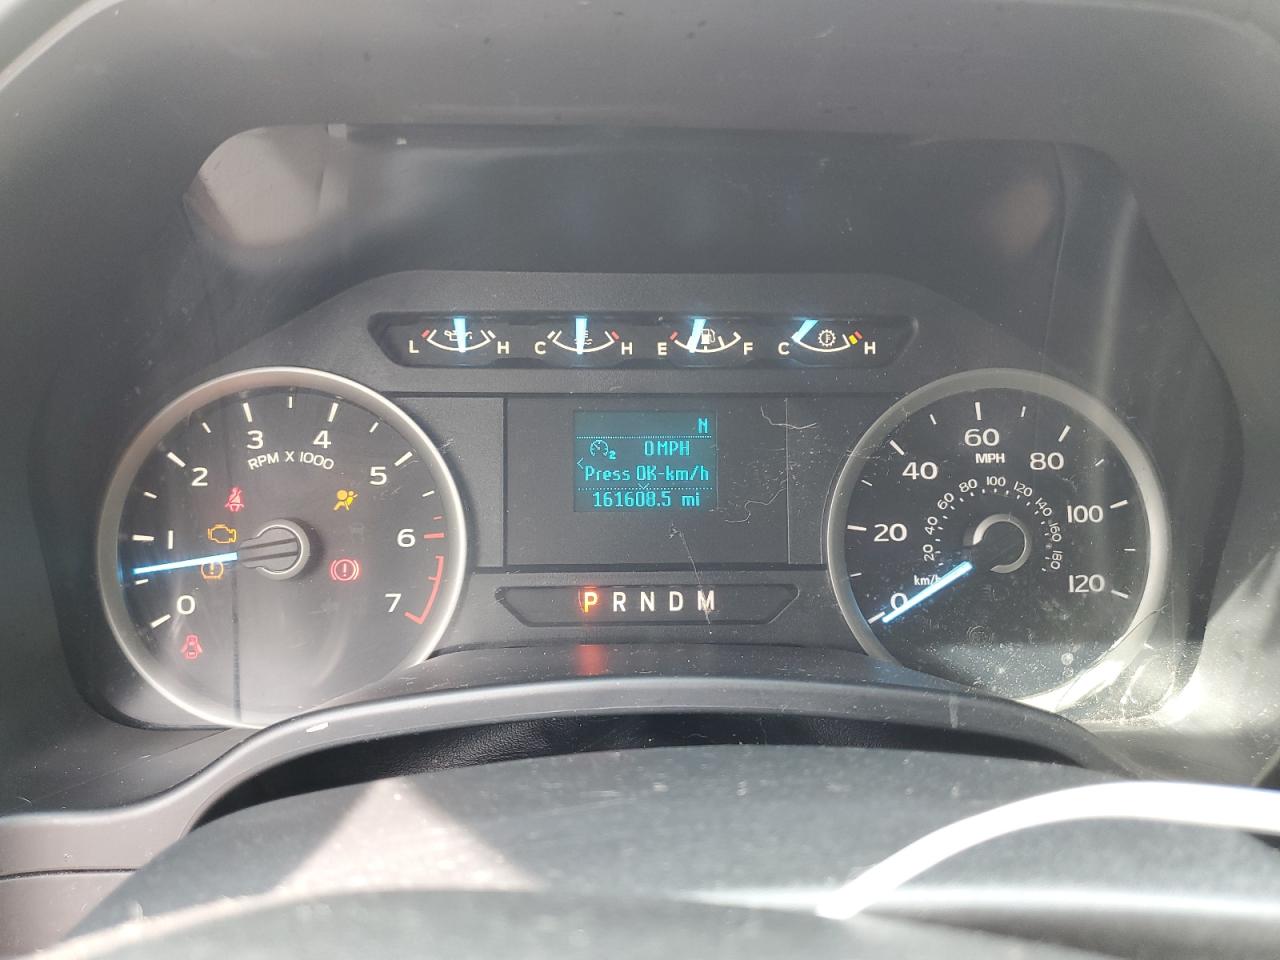 L H C H E F C H
N
2 0 MPH
Press OK-km/h
161608.5 mi
P R N D M
0 1 2 3 4 5 6 7
RPM X 1000
0 20 40 60 80 100 120
MPH
20 40 60 80 100 120 140 160 180
km/h